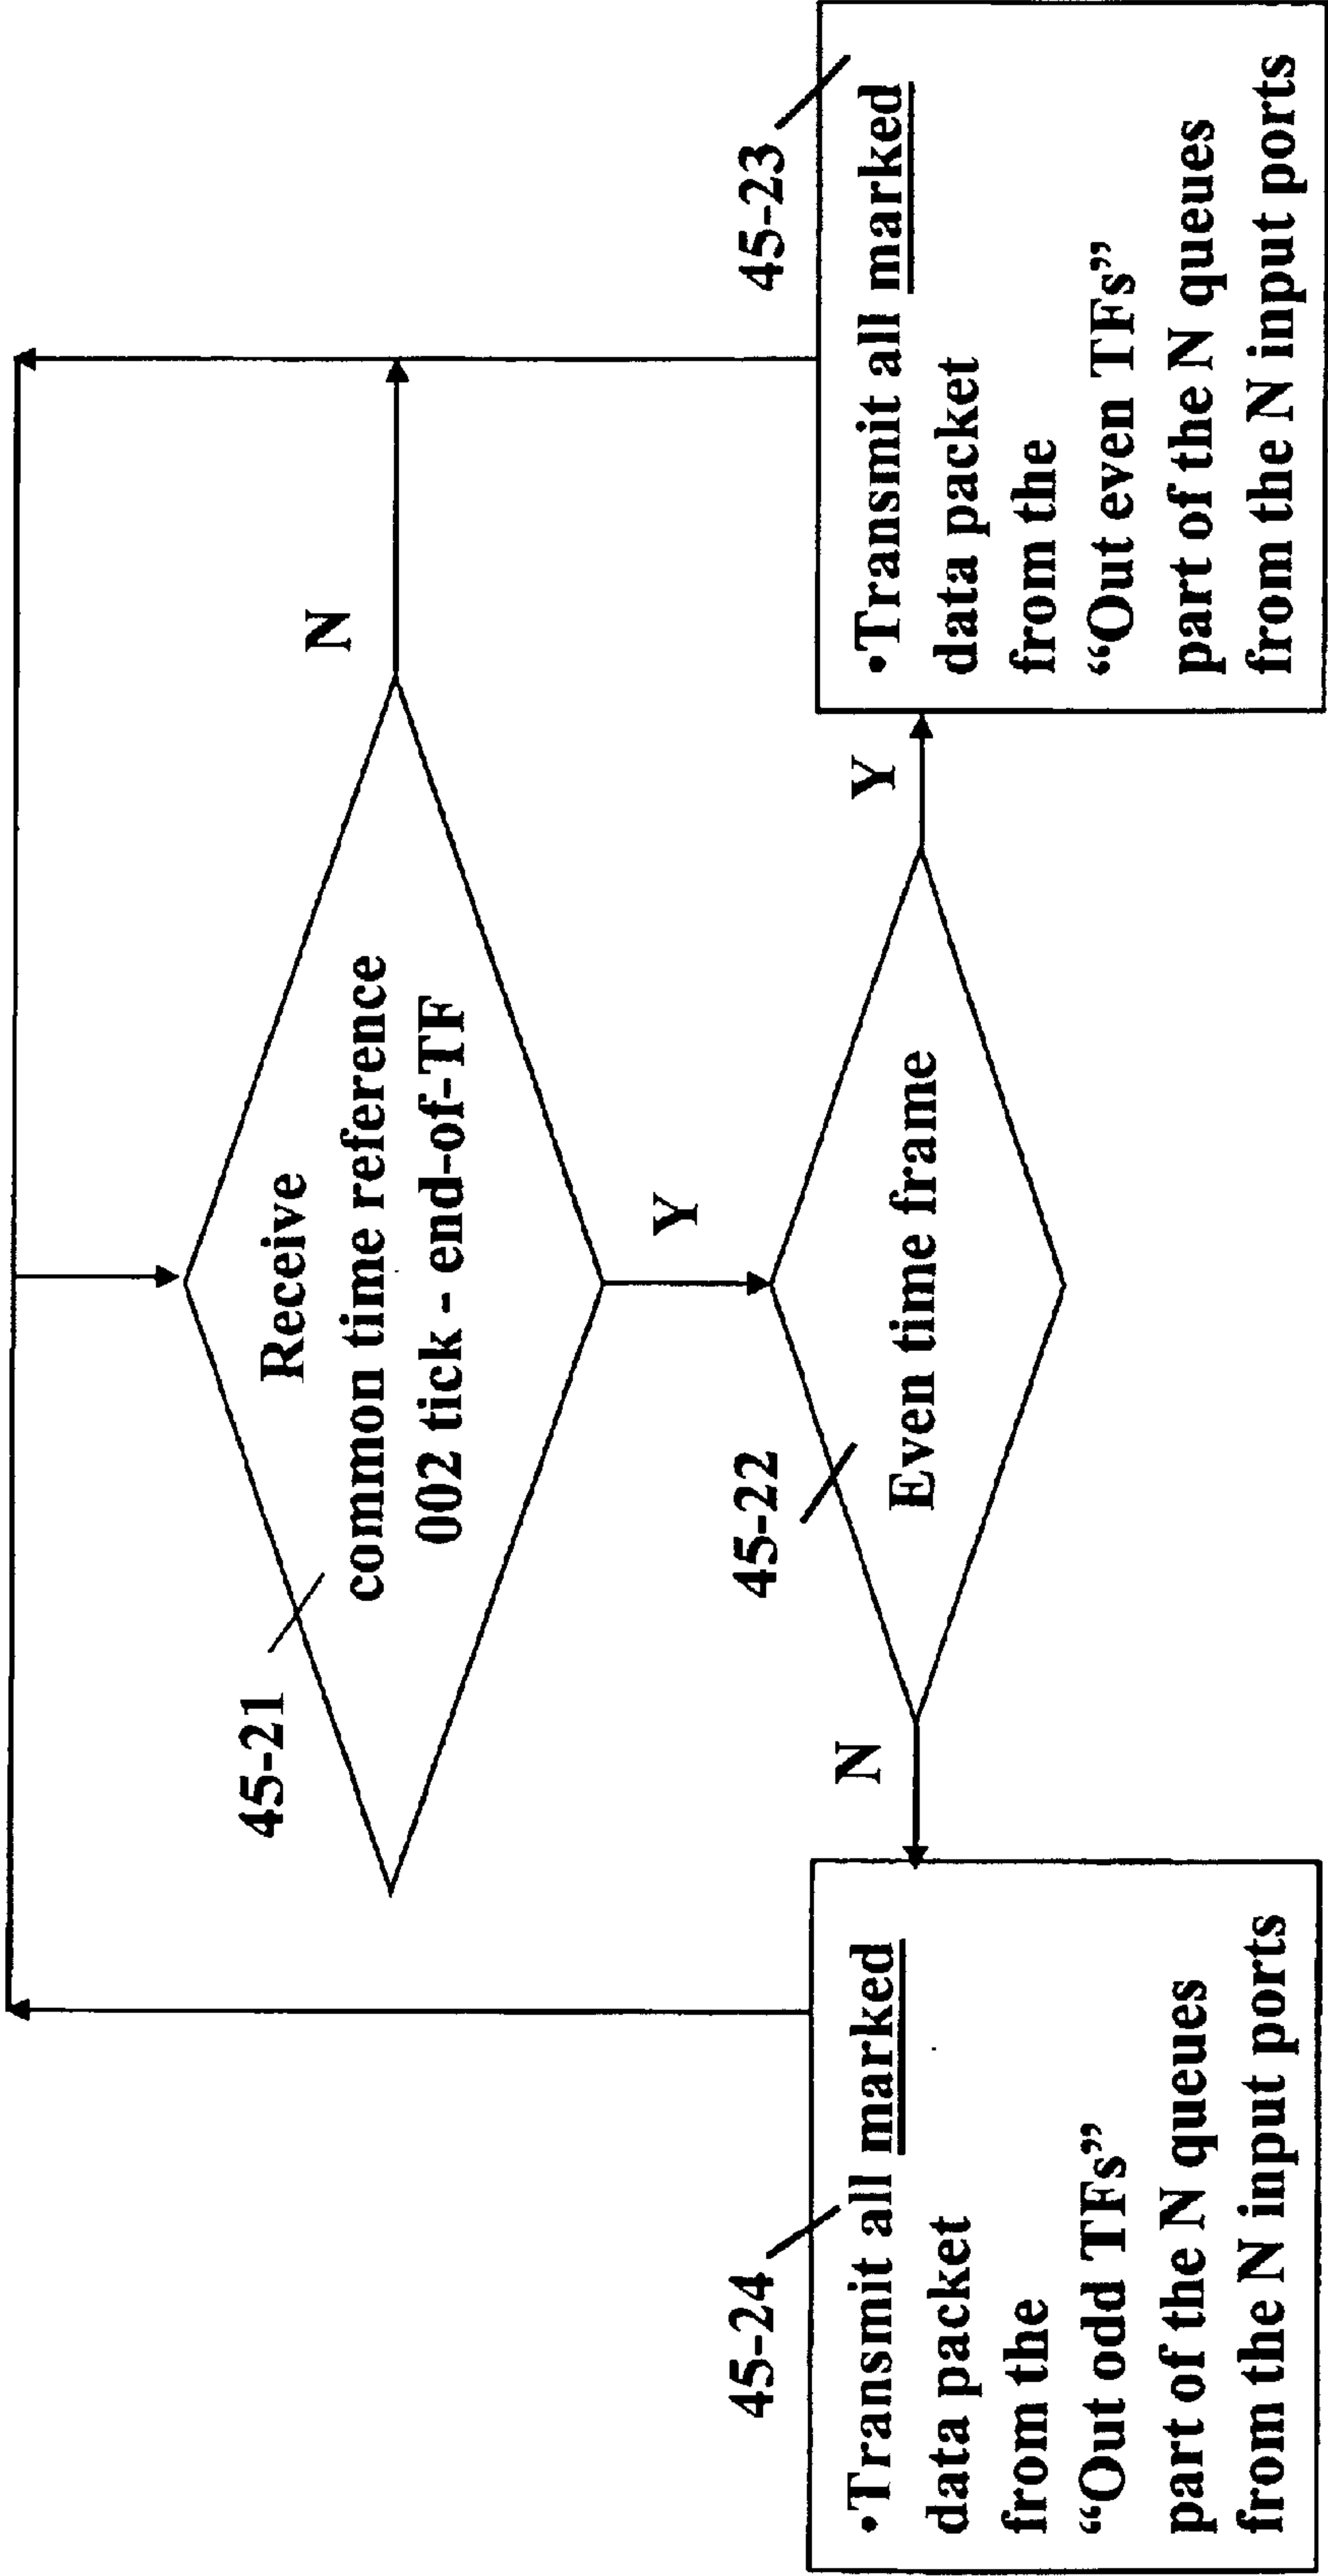 45-21
Receive
common time reference
002 tick - end-of-TF
N
Y
45-22
Even time frame
N
Y
45-24
•Transmit all marked
data packet
from the
“Out odd TFs”
part of the N queues
from the N input ports
45-23
•Transmit all marked
data packet
from the
“Out even TFs”
part of the N queues
from the N input ports